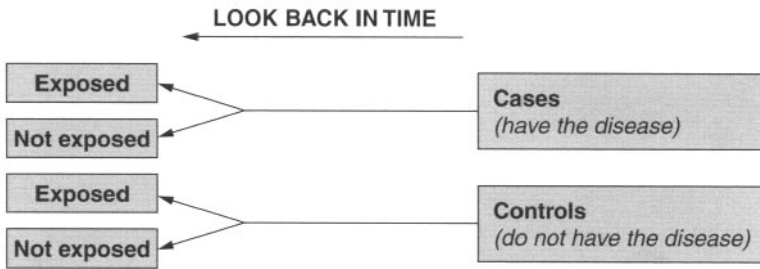 LOOK BACK IN TIME
Exposed
Not exposed
Cases
(have the disease)
Exposed
Not exposed
Controls
(do not have the disease)